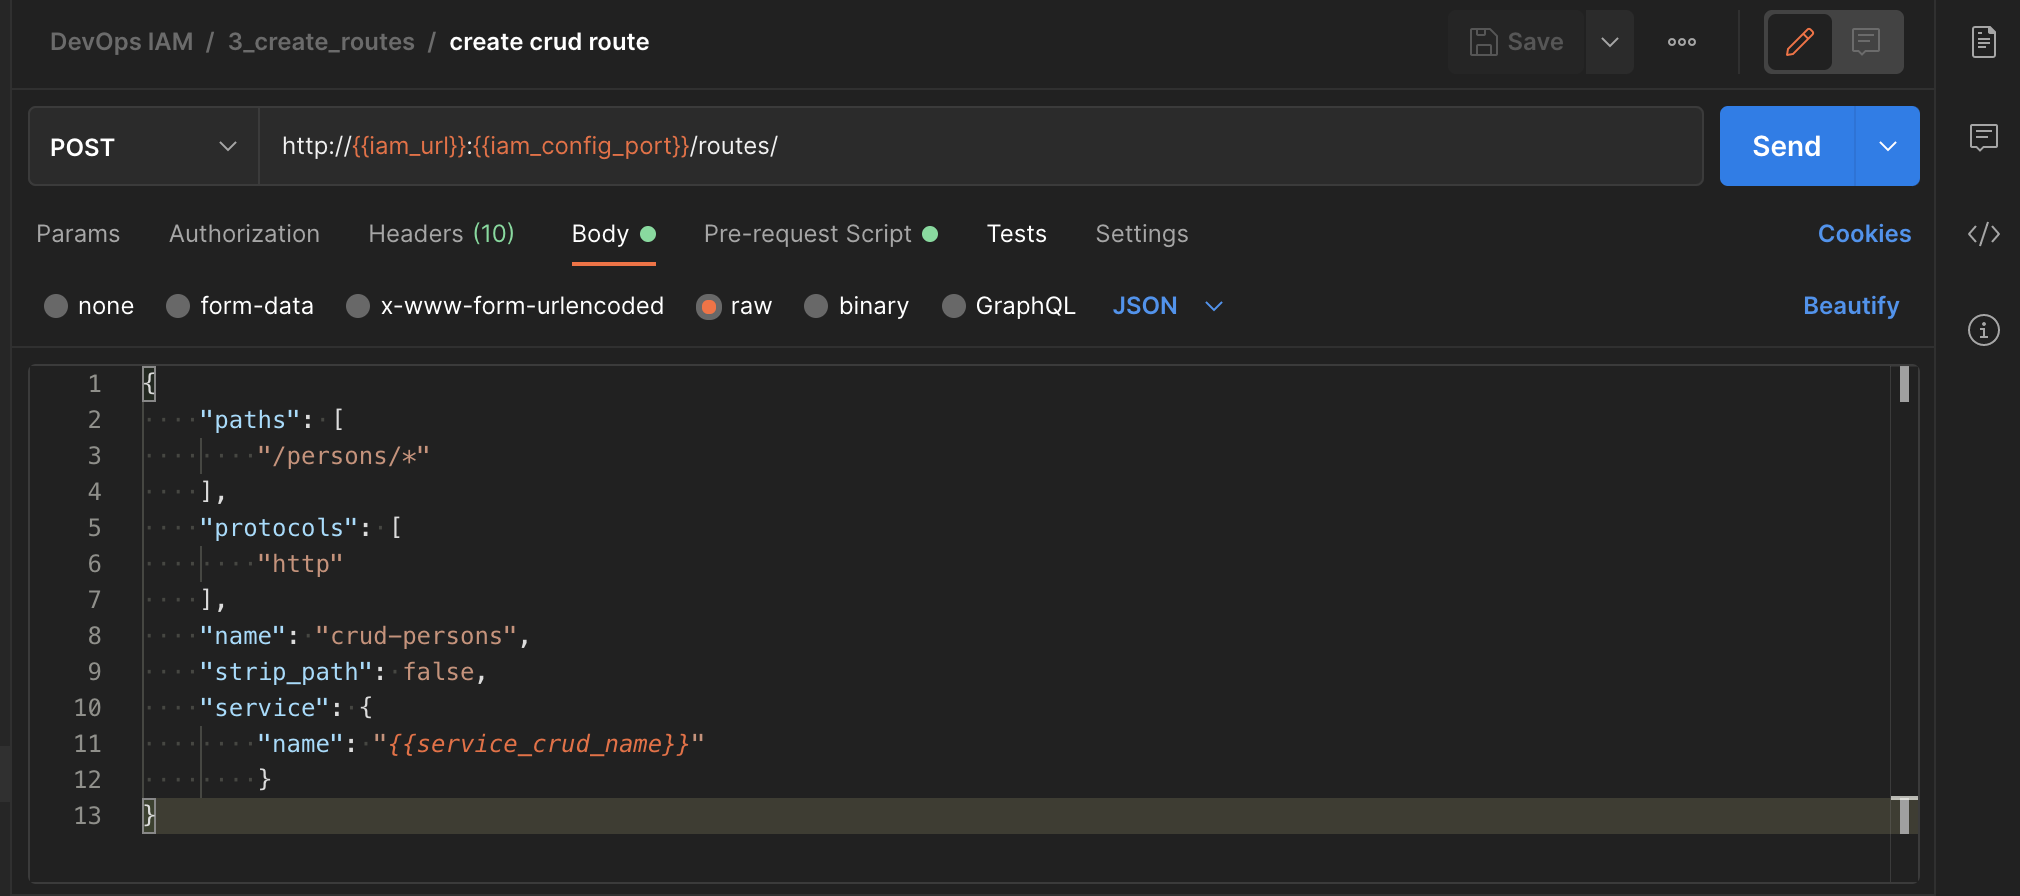 DevOps IAM / 3_create_routes / create crud route
Save
POST
http://{{iam_url}}:{{iam_config_port}}/routes/
Send
Params Authorization Headers (10) Body Pre-request Script Tests Settings Cookies
none form-data x-www-form-urlencoded raw binary GraphQL JSON Beautify
1 {
2 "paths": [
3 "/persons/*"
4 ],
5 "protocols": [
6 "http"
7 ],
8 "name": "crud-persons",
9 "strip_path": false,
10 "service": {
11 "name": "{{service_crud_name}}"
12 }
13 }